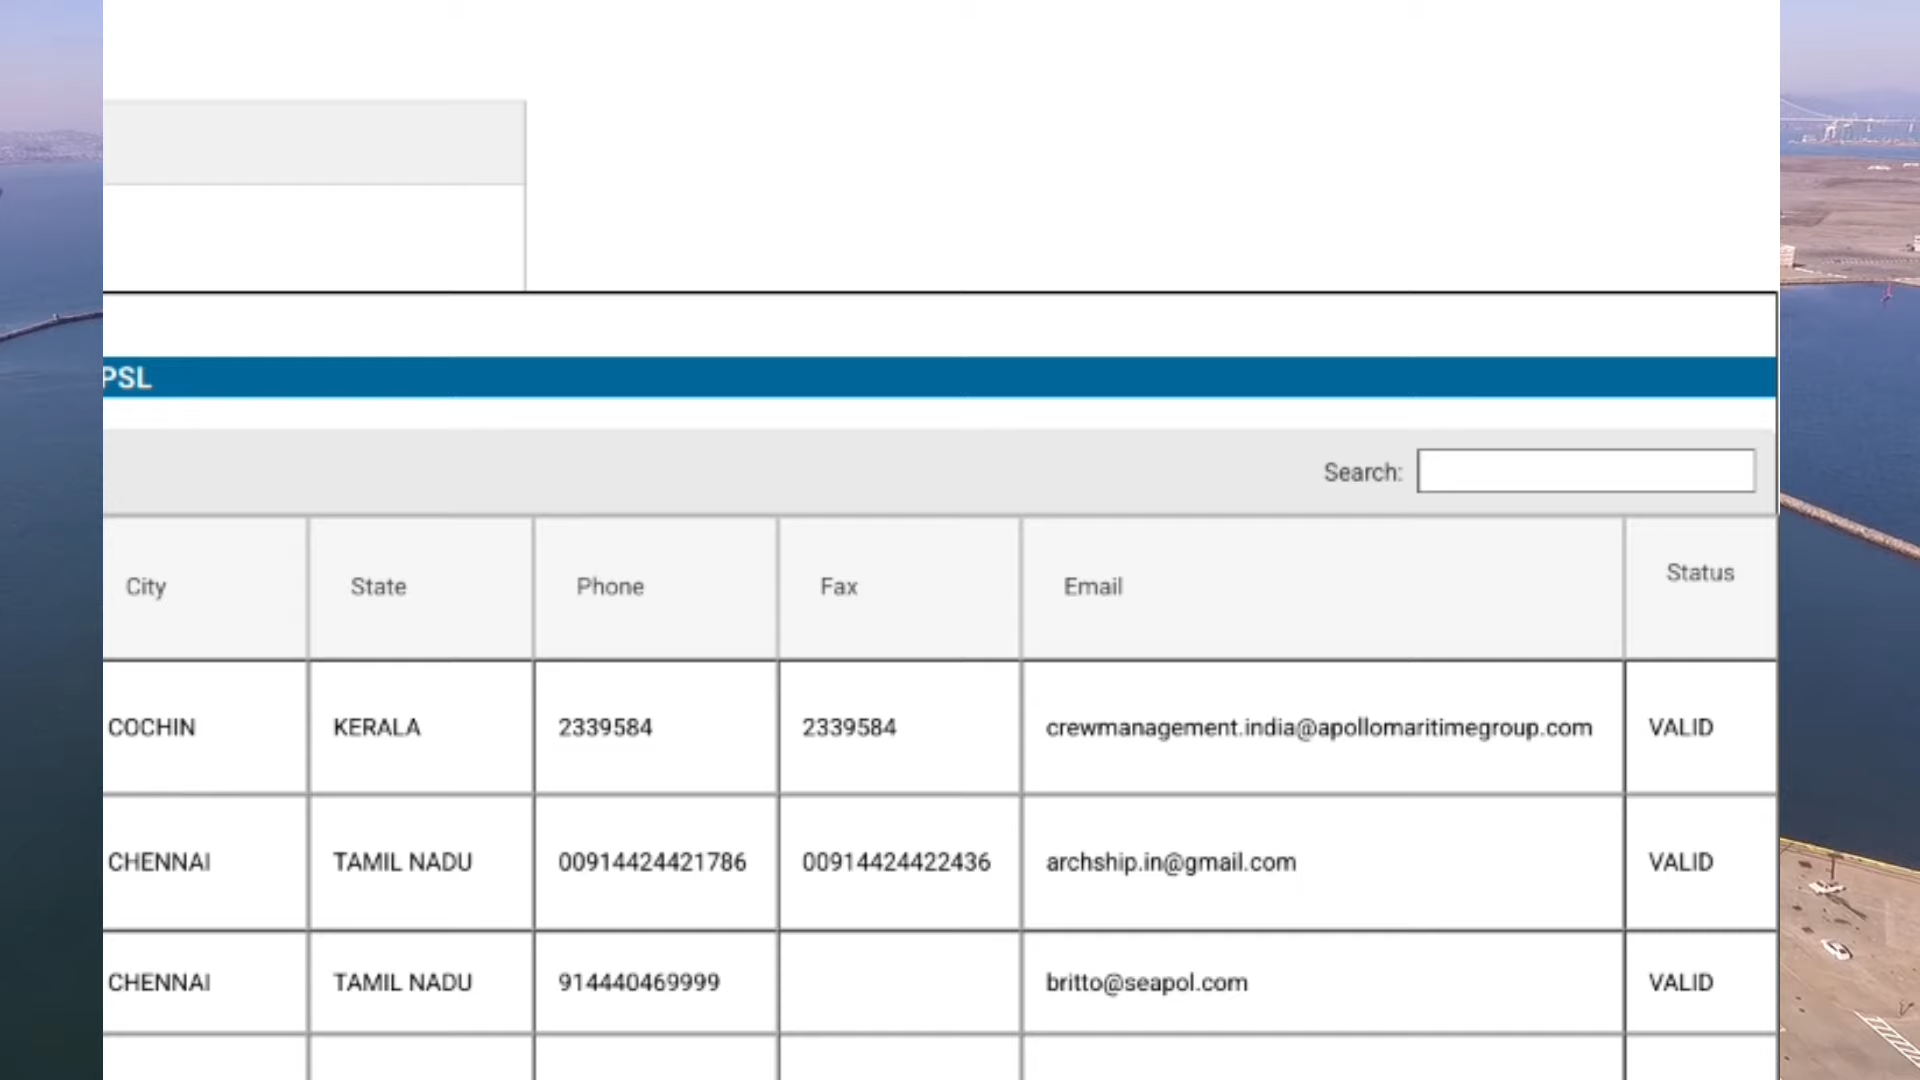 PSL
Search:
City State Phone Fax Email Status
COCHIN KERALA 2339584 2339584 crewmanagement.india@apollomaritimegroup.com VALID
CHENNAI TAMIL NADU 00914424421786 00914424422436 archship.in@gmail.com VALID
CHENNAI TAMIL NADU 914440469999 britto@seapol.com VALID